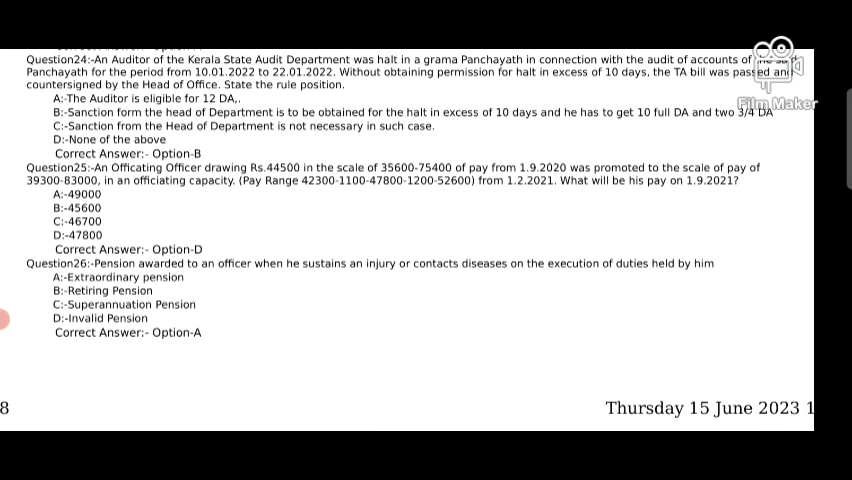 Question24:-An Auditor of the Kerala State Audit Department was halt in a grama Panchayath in connection with the audit of accounts of the said
Panchayath for the period from 10.01.2022 to 22.01.2022. Without obtaining permission for halt in excess of 10 days, the TA bill was passed and
countersigned by the Head of Office. State the rule position.
A:-The Auditor is eligible for 12 DA,.
B:-Sanction form the head of Department is to be obtained for the halt in excess of 10 days and he has to get 10 full DA and two 3/4 DA
Film Maker
C:-Sanction from the Head of Department is not necessary in such case.
D:-None of the above
Correct Answer:- Option-B
Question25:-An Officating Officer drawing Rs.44500 in the scale of 35600-75400 of pay from 1.9.2020 was promoted to the scale of pay of
39300-83000, in an officiating capacity. (Pay Range 42300-1100-47800-1200-52600) from 1.2.2021. What will be his pay on 1.9.2021?
A:-49000
B:-45600
C:-46700
D:-47800
Correct Answer:- Option-D
Question26:-Pension awarded to an officer when he sustains an injury or contacts diseases on the execution of duties held by him
A:-Extraordinary pension
B:-Retiring Pension
C:-Superannuation Pension
D:-Invalid Pension
Correct Answer:- Option-A
8
Thursday 15 June 2023 1